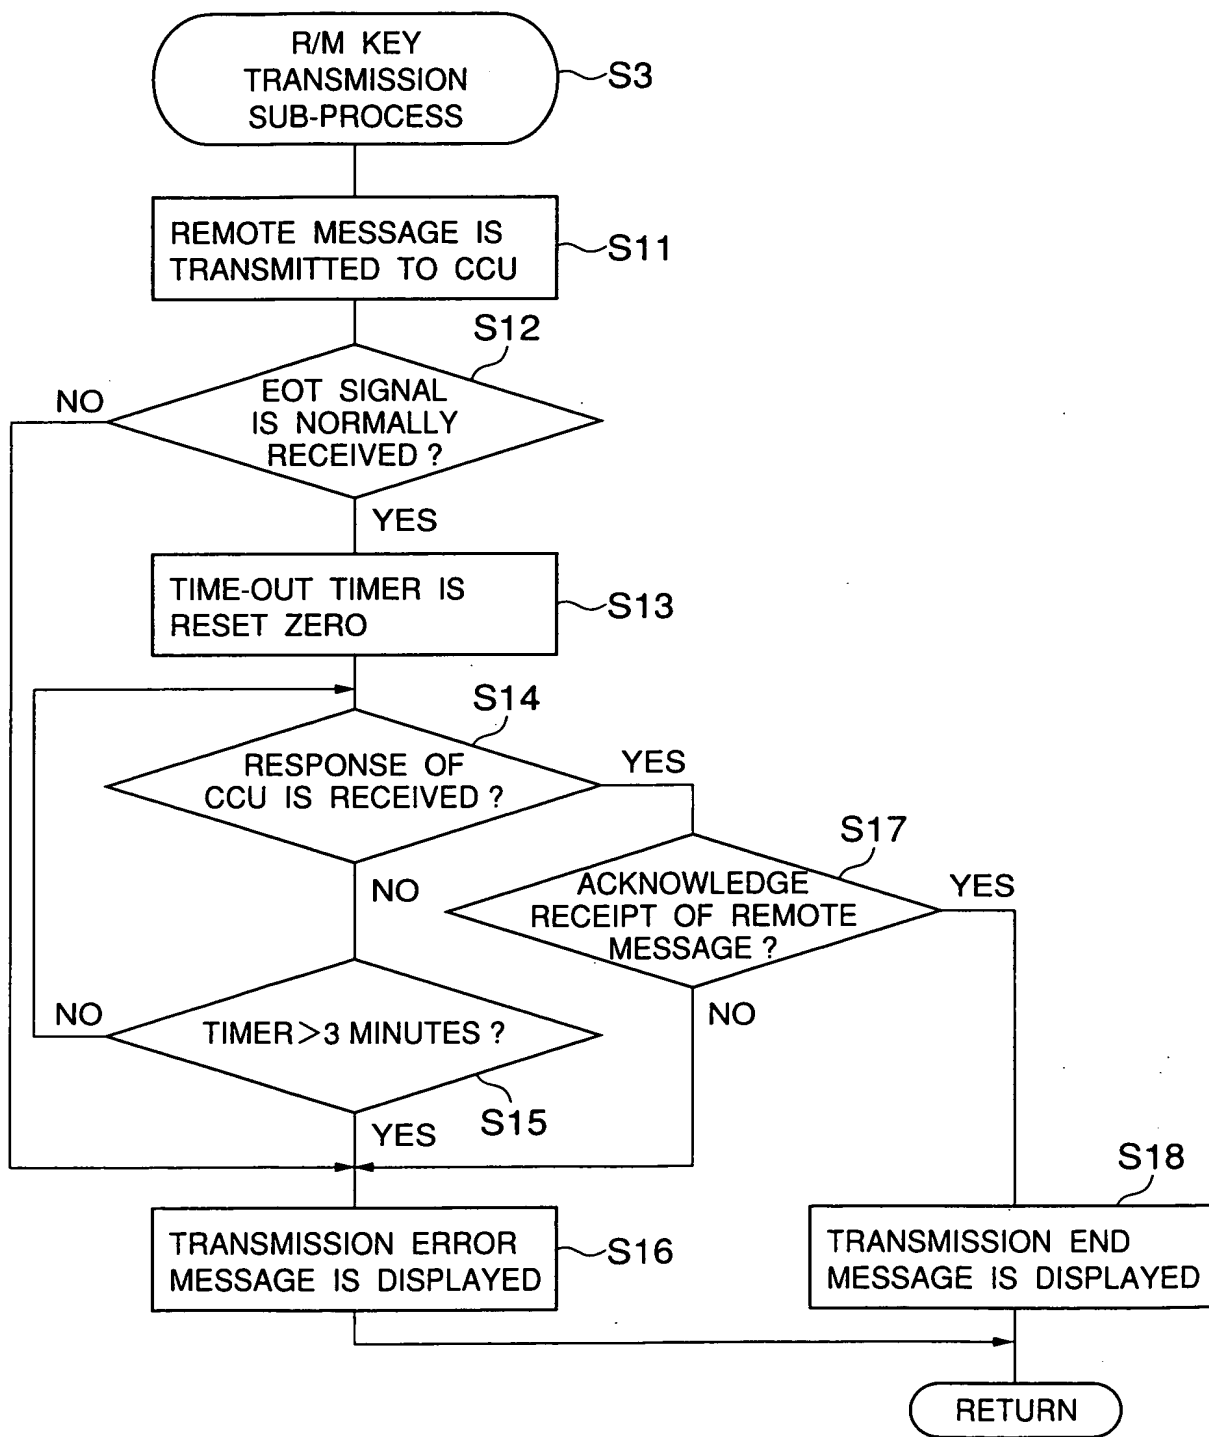 R/M KEY
TRANSMISSION
SUB-PROCESS
S3
REMOTE MESSAGE IS
TRANSMITTED TO CCU
S11
S12
EOT SIGNAL
IS NORMALLY
RECEIVED ?
NO
YES
TIME-OUT TIMER IS
RESET ZERO
S13
S14
RESPONSE OF
CCU IS RECEIVED ?
YES
NO
S17
ACKNOWLEDGE
RECEIPT OF REMOTE
MESSAGE ?
YES
NO
TIMER>3 MINUTES ?
NO
S15
YES
TRANSMISSION ERROR
MESSAGE IS DISPLAYED
S16
S18
TRANSMISSION END
MESSAGE IS DISPLAYED
RETURN